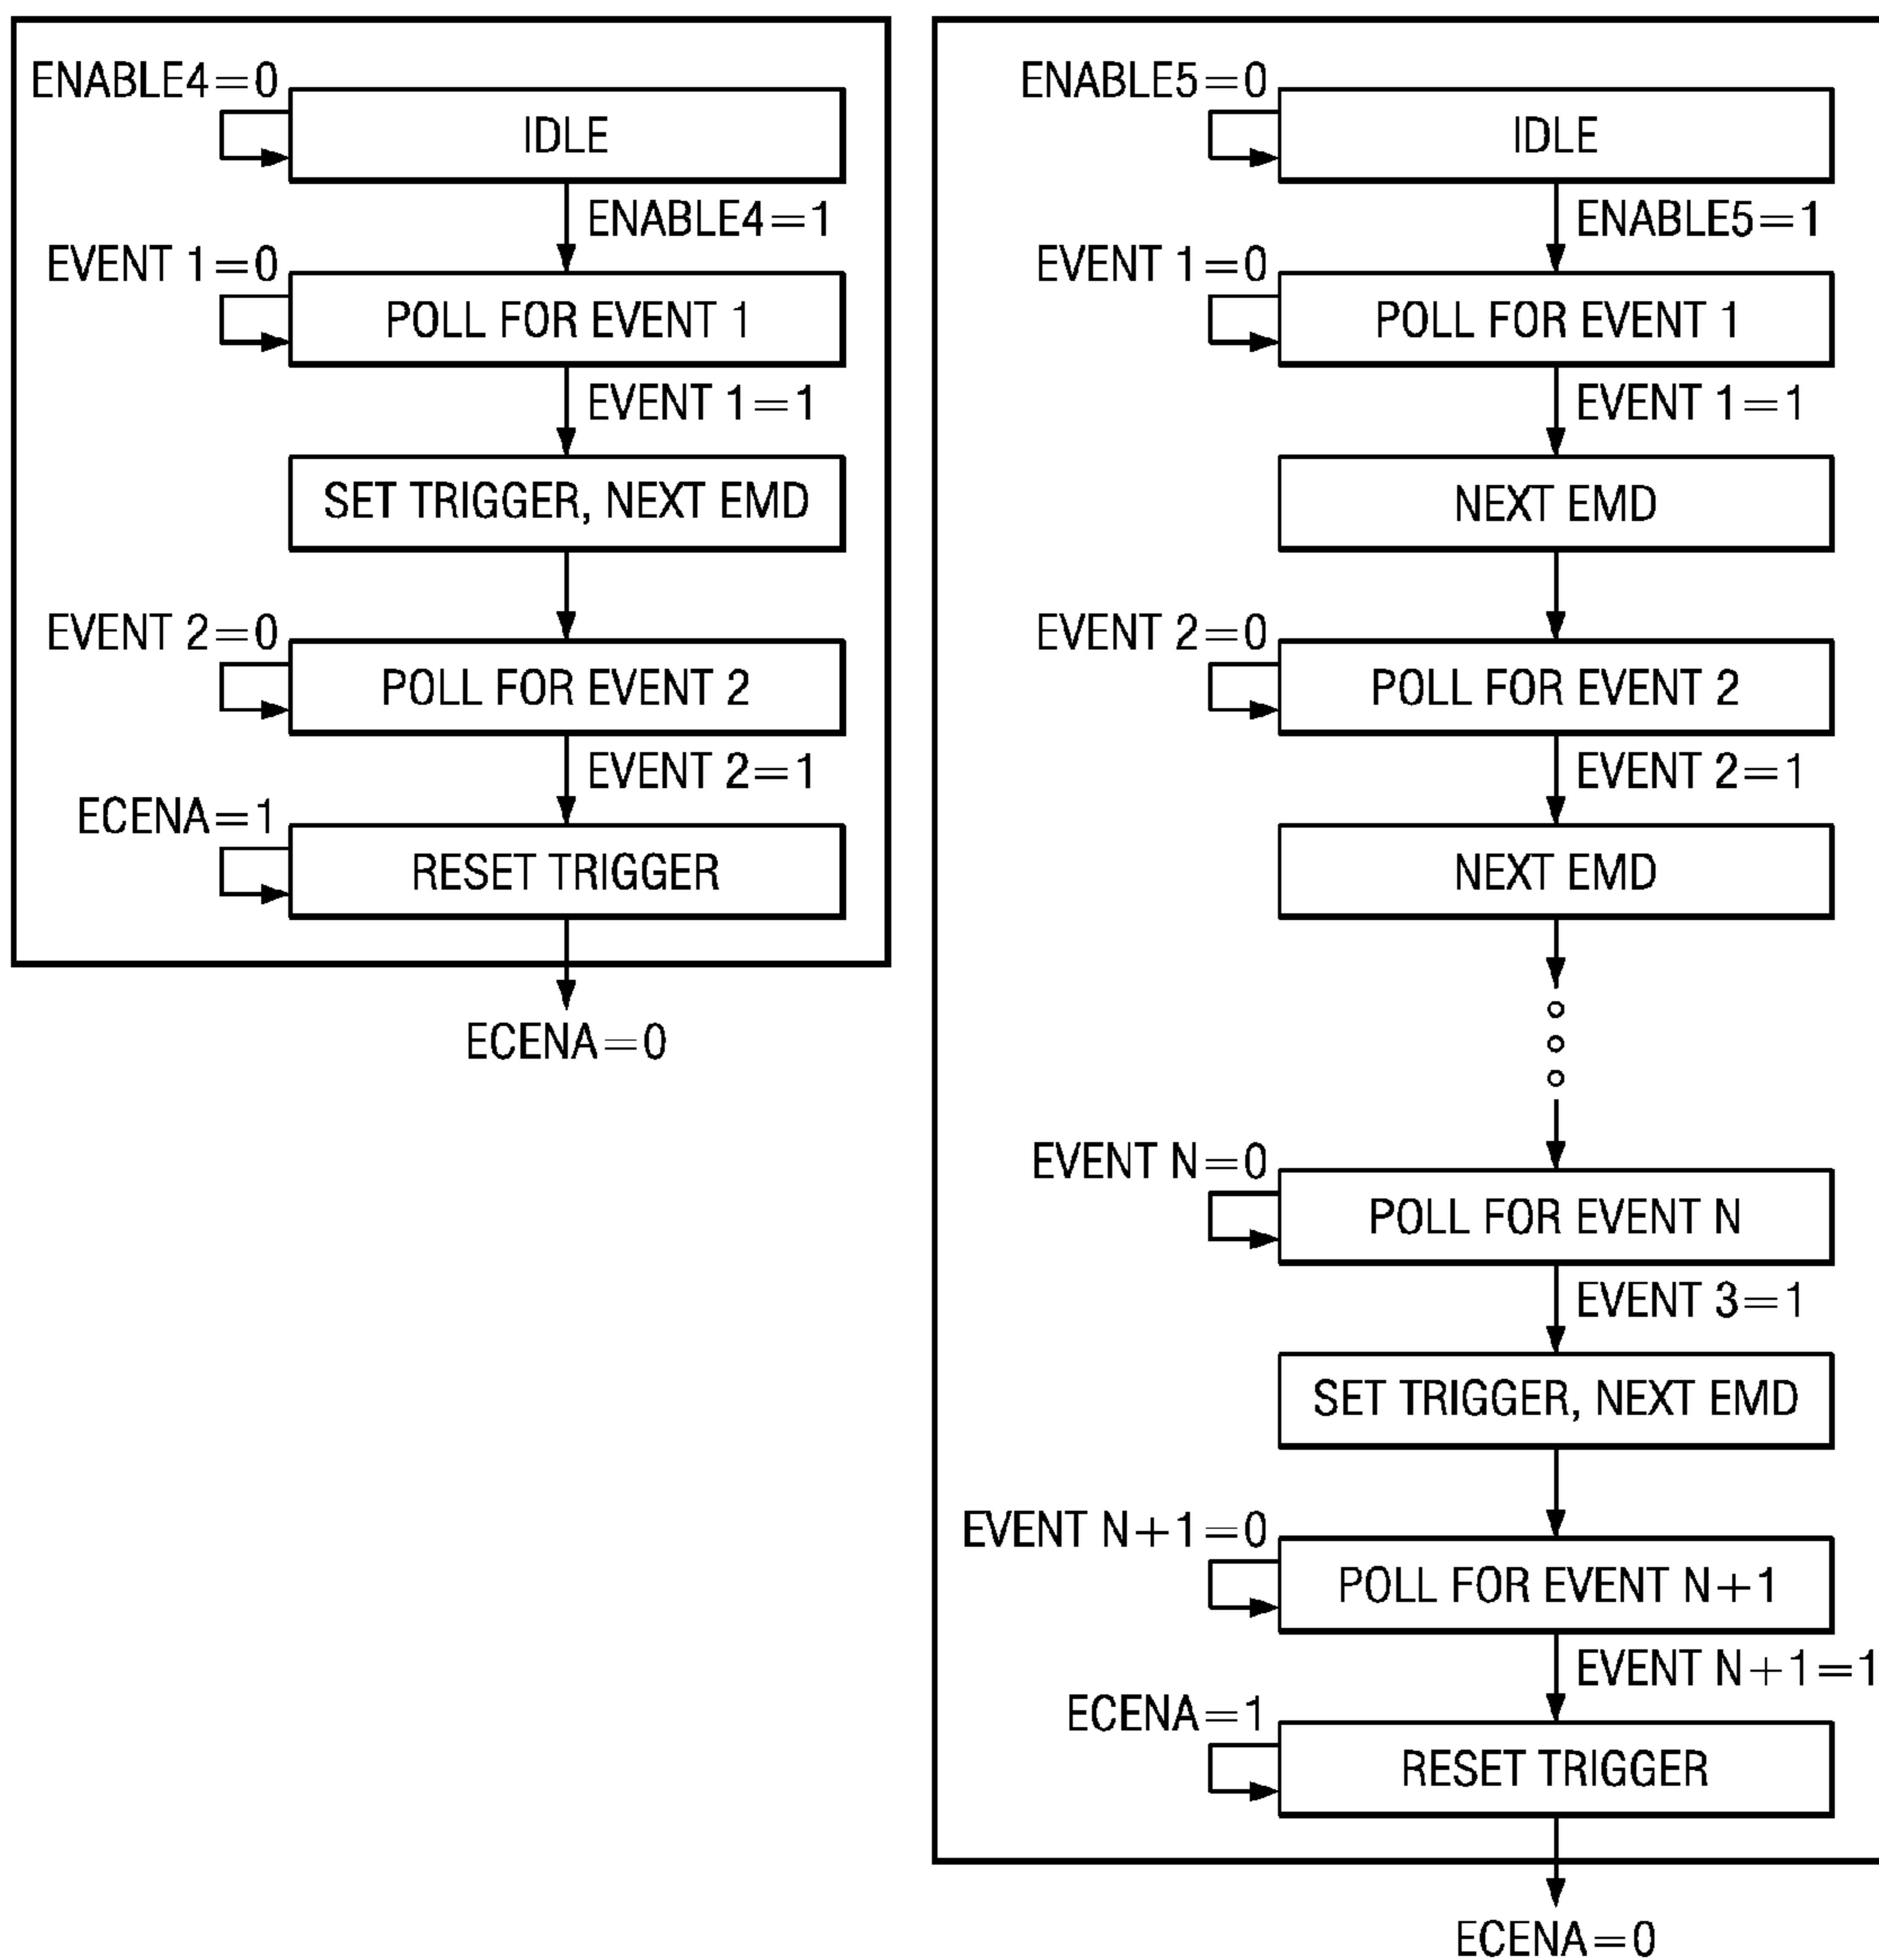 ENABLE4=0
IDLE
ENABLE4=1
EVENT 1=0
POLL FOR EVENT 1
EVENT 1=1
SET TRIGGER, NEXT EMD
EVENT 2=0
POLL FOR EVENT 2
EVENT 2=1
ECENA=1
RESET TRIGGER
ECENA=0
ENABLE5=0
IDLE
ENABLE5=1
EVENT 1=0
POLL FOR EVENT 1
EVENT 1=1
NEXT EMD
EVENT 2=0
POLL FOR EVENT 2
EVENT 2=1
NEXT EMD
EVENT N=0
POLL FOR EVENT N
EVENT 3=1
SET TRIGGER, NEXT EMD
EVENT N+1=0
POLL FOR EVENT N+1
EVENT N+1=1
ECENA=1
RESET TRIGGER
ECENA=0